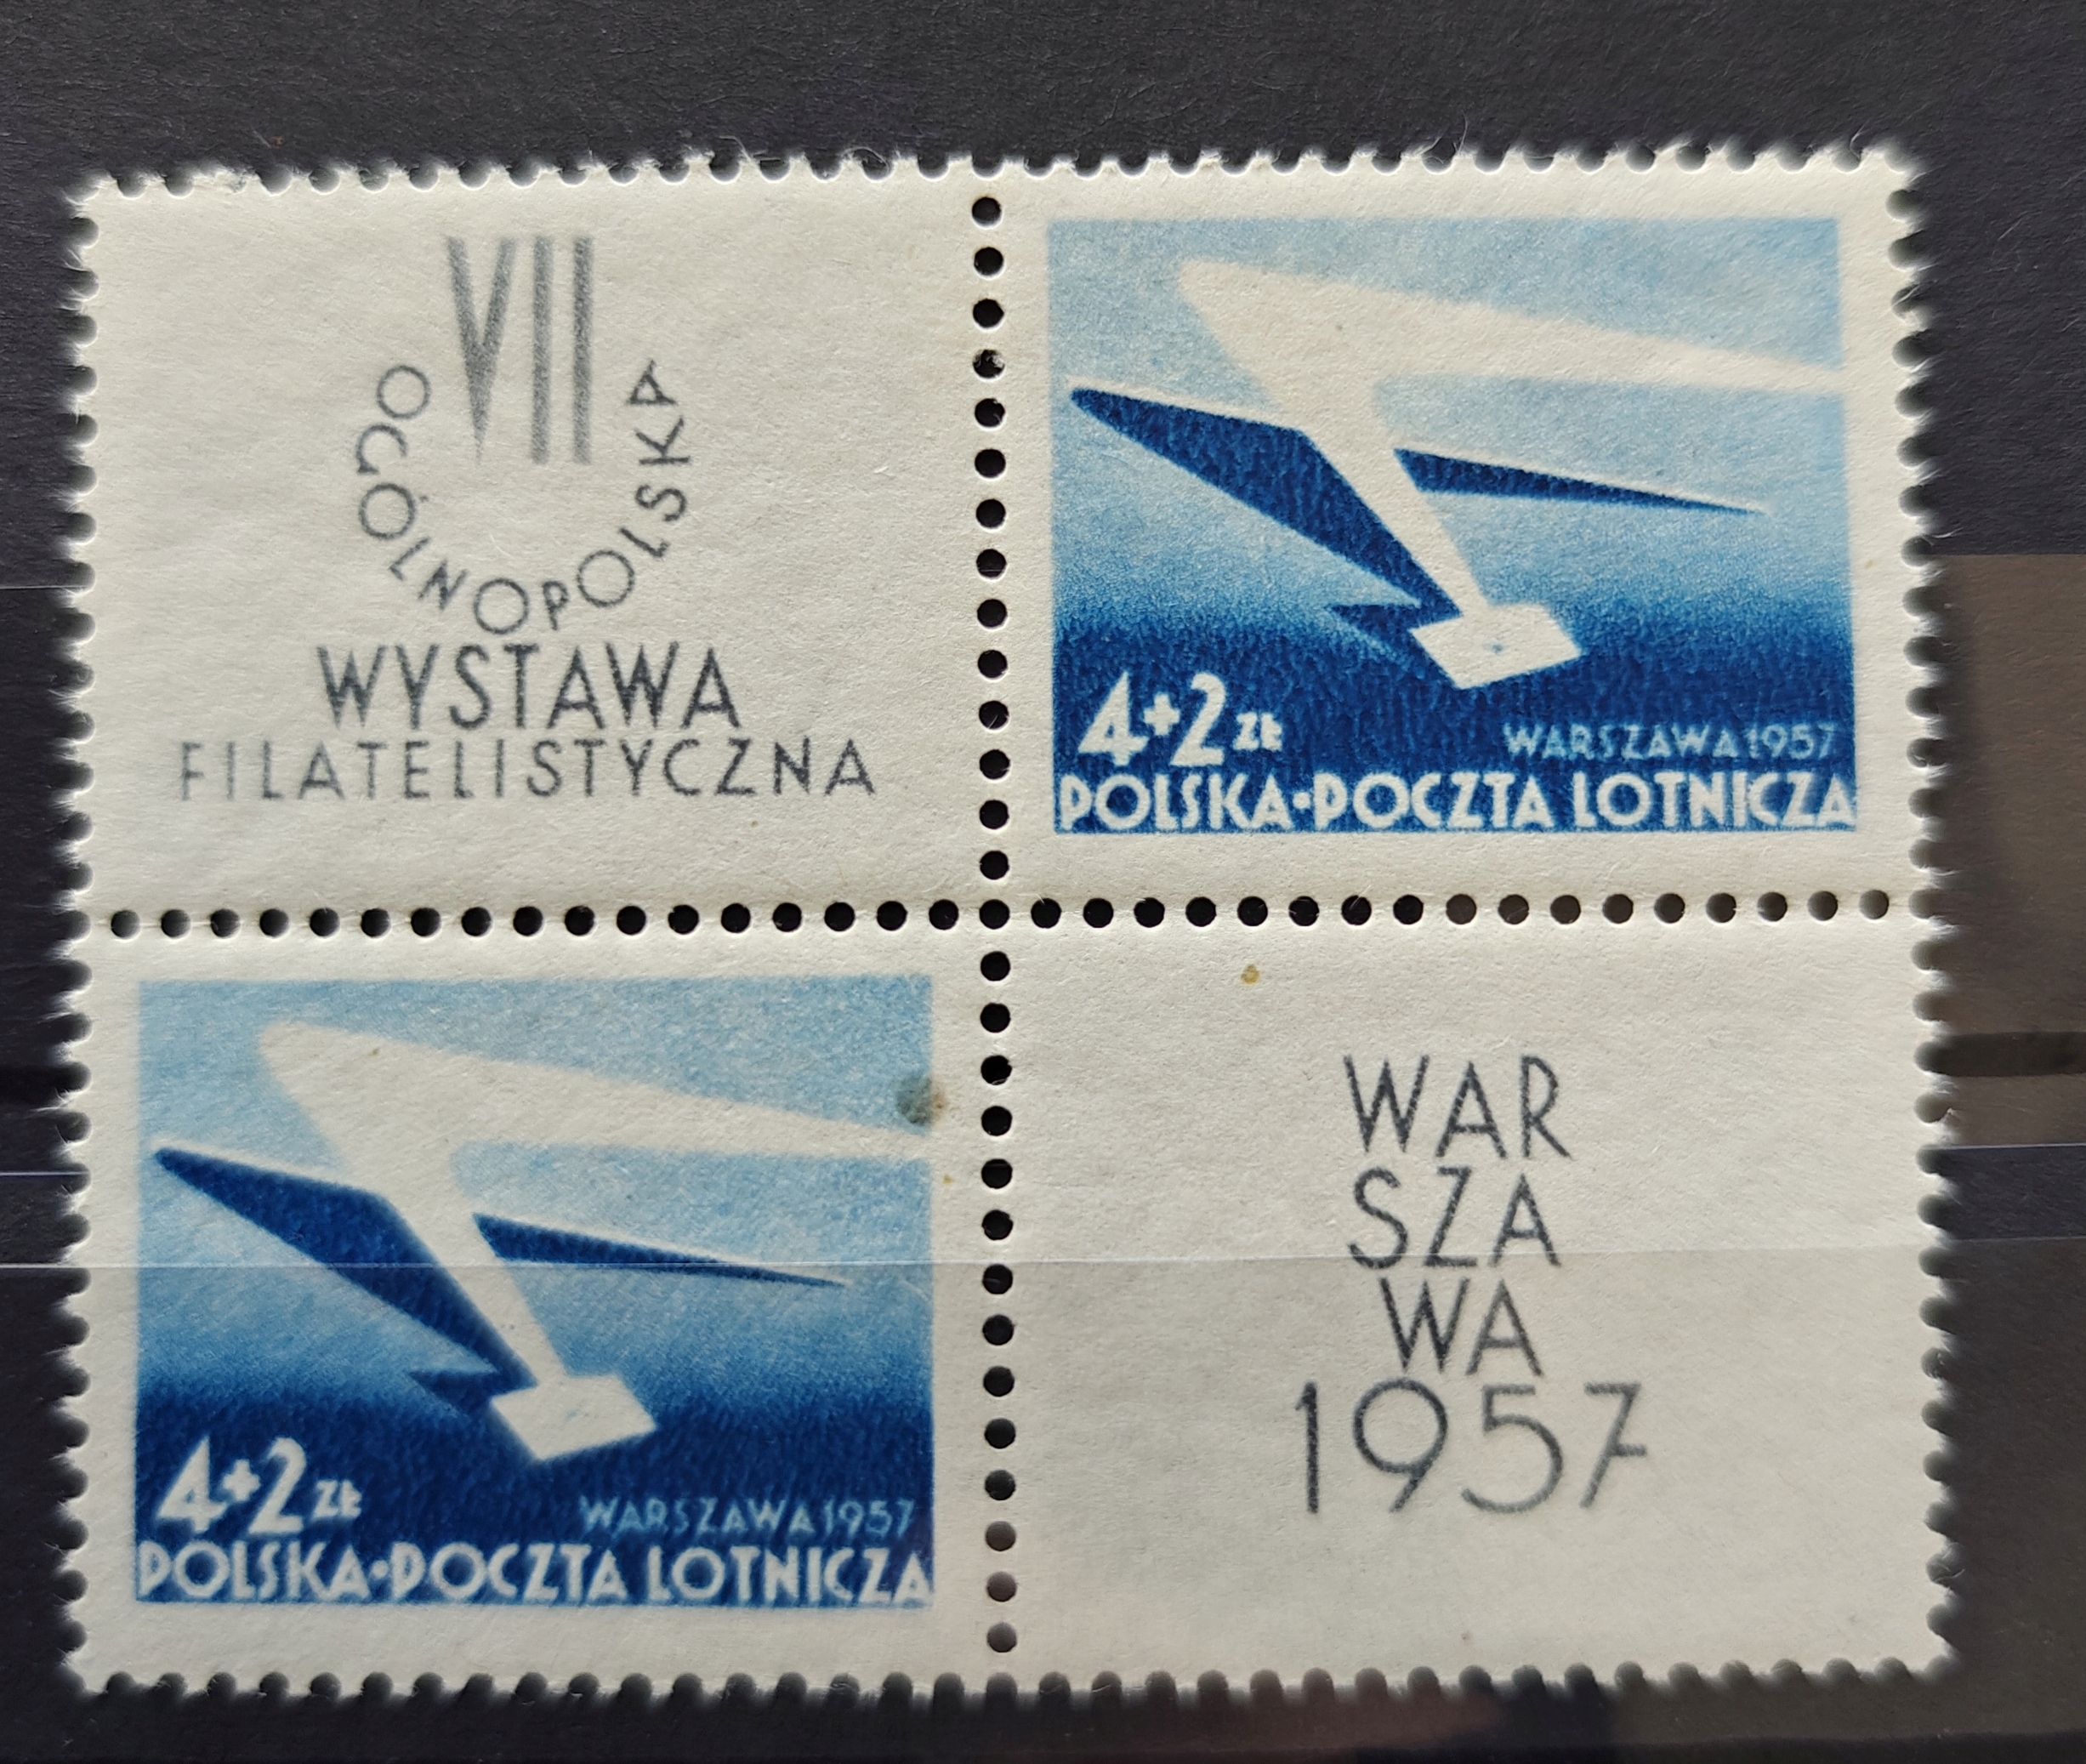 VII
OGÓLNOPOLSKA
WYSTAWA
FILATELISTYCZNA
4+2 ZŁ
WARSZAWA 1957
POLSKA·POCZTA LOTNICZA
4+2 ZŁ
WARSZAWA 1957
POLSKA·POCZTA LOTNICZA
WAR
SZA
WA
1957